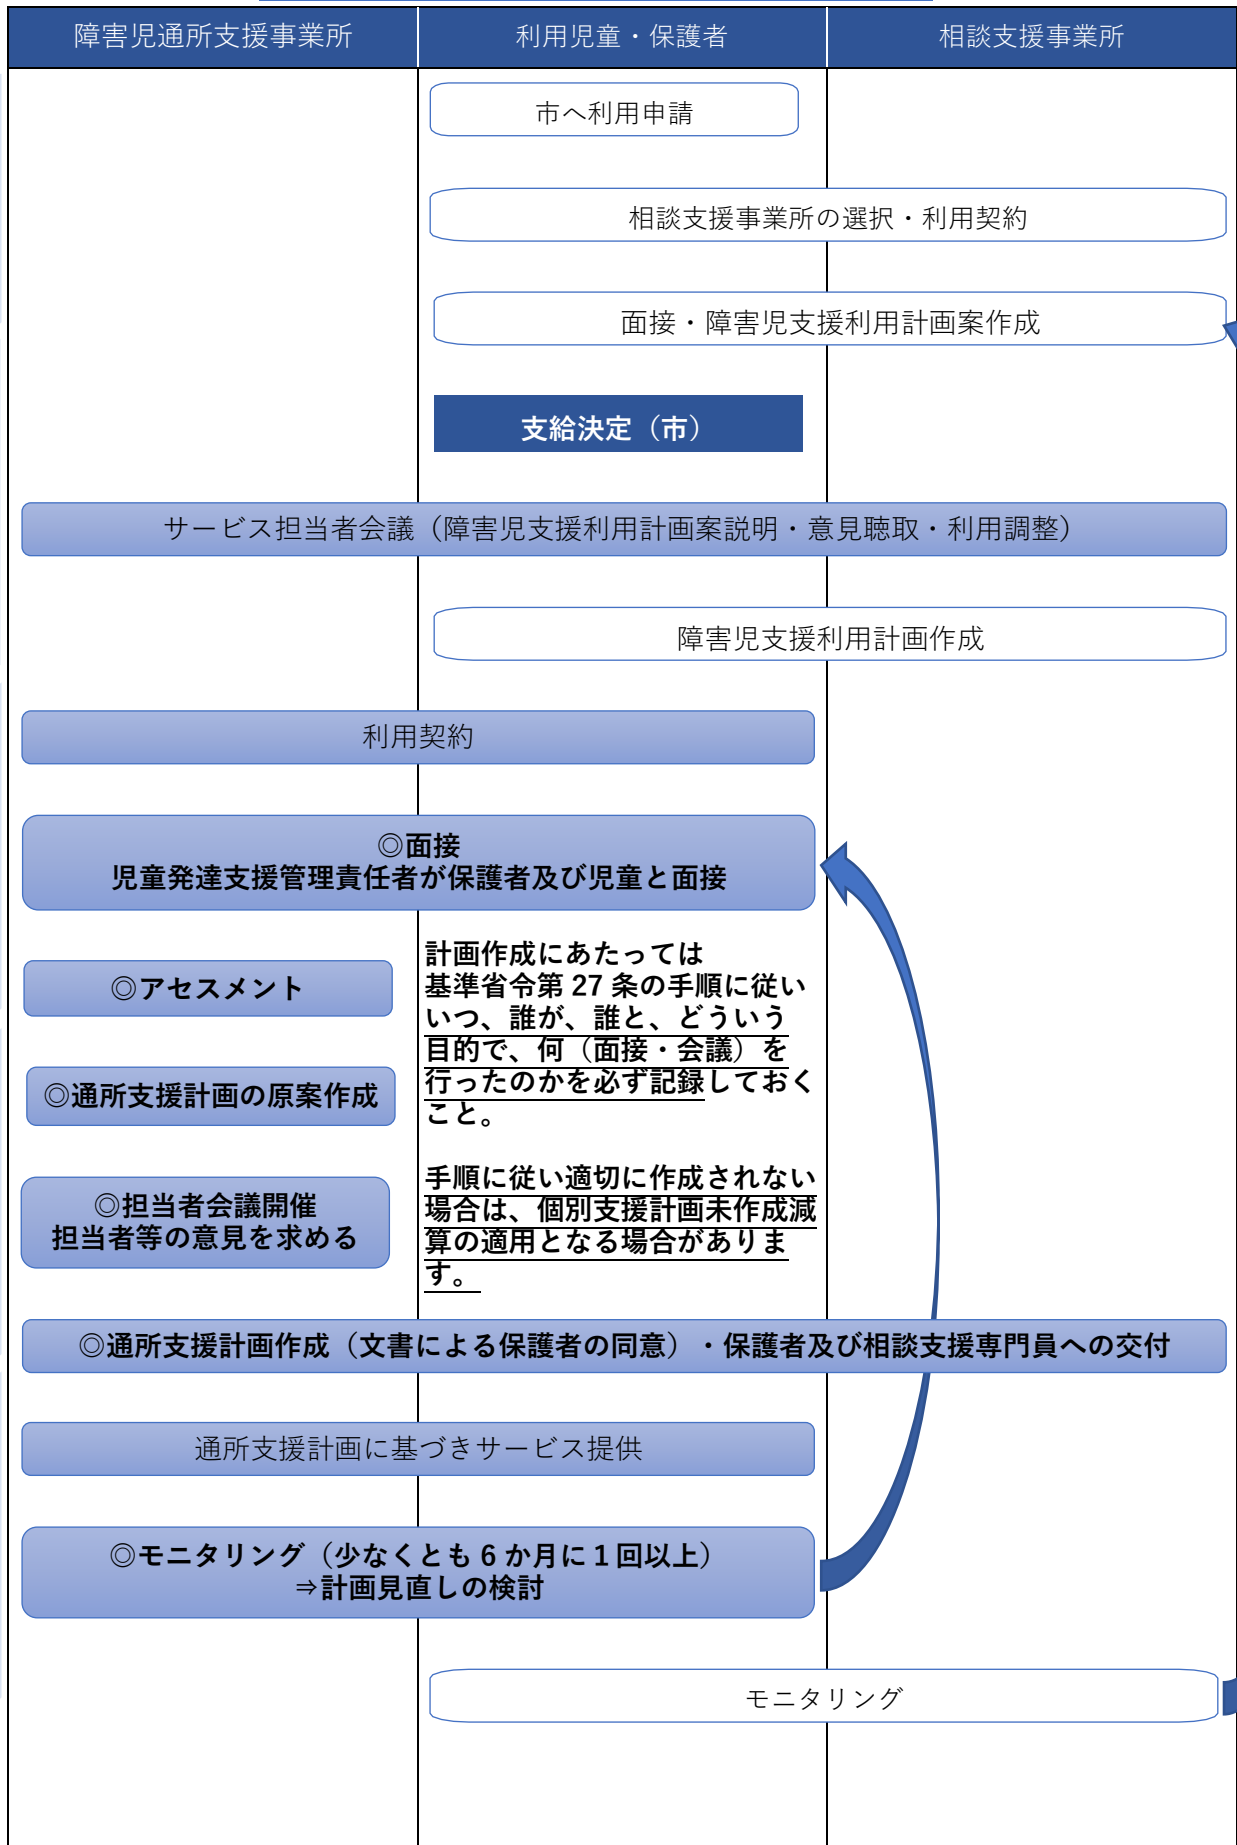 障害児通所支援事業所
利用児童・保護者
相談支援事業所
市へ利用申請
相談支援事業所の選択・利用契約
面接・障害児支援利用計画案作成
支給決定（市）
サービス担当者会議（障害児支援利用計画案説明・意見聴取・利用調整）
障害児支援利用計画作成
利用契約
◎面接
児童発達支援管理責任者が保護者及び児童と面接
◎アセスメント
◎通所支援計画の原案作成
◎担当者会議開催
担当者等の意見を求める
計画作成にあたっては
基準省令第 27 条の手順に従い
いつ、誰が、誰と、どういう
目的で、何（面接・会議）を
行ったのかを必ず記録しておく
こと。
手順に従い適切に作成されない
場合は、個別支援計画未作成減
算の適用となる場合がありま
す。
◎通所支援計画作成（文書による保護者の同意）・保護者及び相談支援専門員への交付
通所支援計画に基づきサービス提供
◎モニタリング（少なくとも 6 か月に 1 回以上）
⇒計画見直しの検討
モニタリング